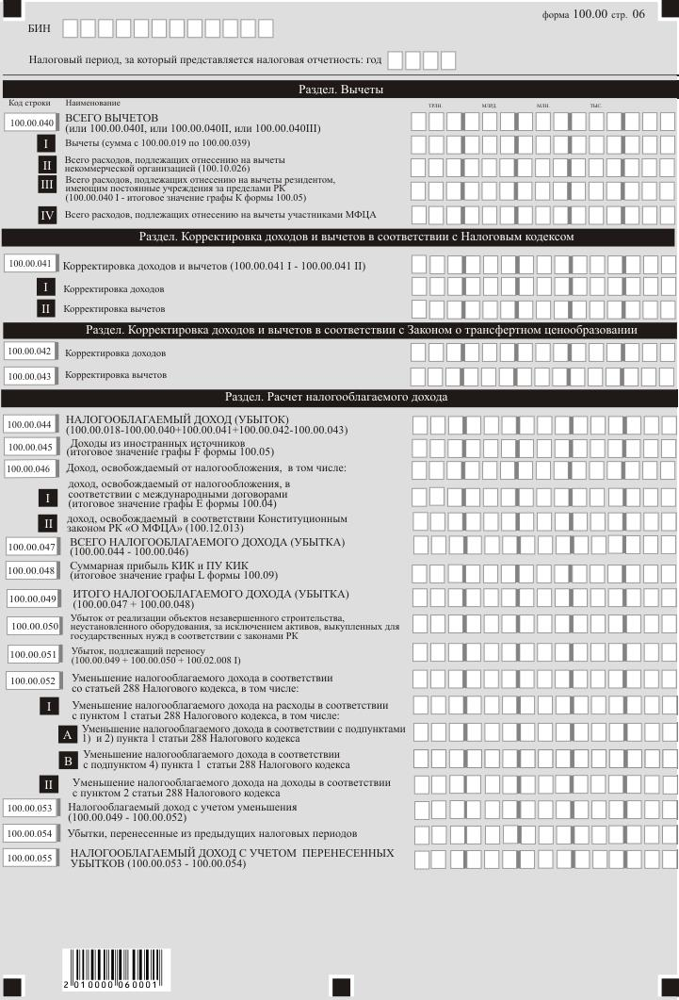 форма 100.00 стр. 06
БИН
Налоговый период, за который представляется налоговая отчетность: год
Раздел. Вычеты
Код строки Наименование ТРЛН. МЛРД. МЛН. ТЫС.
100.00.040 ВСЕГО ВЫЧЕТОВ
(или 100.00.040I, или 100.00.040II, или 100.00.040III)
I Вычеты (сумма с 100.00.019 по 100.00.039)
II Всего расходов, подлежащих отнесению на вычеты
некоммерческой организацией (100.10.026)
III Всего расходов, подлежащих отнесению на вычеты резидентом,
имеющим постоянные учреждения за пределами РК
(100.00.040 I - итоговое значение графы K формы 100.05)
IV Всего расходов, подлежащих отнесению на вычеты участниками МФЦА
Раздел. Корректировка доходов и вычетов в соответствии с Налоговым кодексом
100.00.041 Корректировка доходов и вычетов (100.00.041 I - 100.00.041 II)
I Корректировка доходов
II Корректировка вычетов
Раздел. Корректировка доходов и вычетов в соответствии с Законом о трансфертном ценообразовании
100.00.042 Корректировка доходов
100.00.043 Корректировка вычетов
Раздел. Расчет налогооблагаемого дохода
100.00.044 НАЛОГООБЛАГАЕМЫЙ ДОХОД (УБЫТОК)
(100.00.018-100.00.040+100.00.041+100.00.042-100.00.043)
100.00.045 Доходы из иностранных источников
(итоговое значение графы F формы 100.05)
100.00.046 Доход, освобождаемый от налогообложения, в том числе:
I доход, освобождаемый от налогообложения, в
соответствии с международными договорами
(итоговое значение графы E формы 100.04)
II доход, освобождаемый в соответствии Конституционным
законом РК «О МФЦА» (100.12.013)
100.00.047 ВСЕГО НАЛОГООБЛАГАЕМОГО ДОХОДА (УБЫТКА)
(100.00.044 - 100.00.046)
100.00.048 Суммарная прибыль КИК и ПУ КИК
(итоговое значение графы L формы 100.09)
100.00.049 ИТОГО НАЛОГООБЛАГАЕМОГО ДОХОДА (УБЫТКА)
(100.00.047 + 100.00.048)
100.00.050 Убыток от реализации объектов незавершенного строительства,
неустановленного оборудования, за исключением активов, выкупленных для
государственных нужд в соответствии с законами РК
100.00.051 Убыток, подлежащий переносу
(100.00.049 + 100.00.050 + 100.02.008 I)
100.00.052 Уменьшение налогооблагаемого дохода в соответствии
со статьей 288 Налогового кодекса, в том числе:
I Уменьшение налогооблагаемого дохода на расходы в соответствии
с пунктом 1 статьи 288 Налогового кодекса, в том числе:
A Уменьшение налогооблагаемого дохода в соответствии с подпунктами
1) и 2) пункта 1 статьи 288 Налогового кодекса
B Уменьшение налогооблагаемого дохода в соответствии
с подпунктом 4) пункта 1 статьи 288 Налогового кодекса
II Уменьшение налогооблагаемого дохода на доходы в соответствии
с пунктом 2 статьи 288 Налогового кодекса
100.00.053 Налогооблагаемый доход с учетом уменьшения
(100.00.049 - 100.00.052)
100.00.054 Убытки, перенесенные из предыдущих налоговых периодов
100.00.055 НАЛОГООБЛАГАЕМЫЙ ДОХОД С УЧЕТОМ ПЕРЕНЕСЕННЫХ
УБЫТКОВ (100.00.053 - 100.00.054)
2 010000 060001